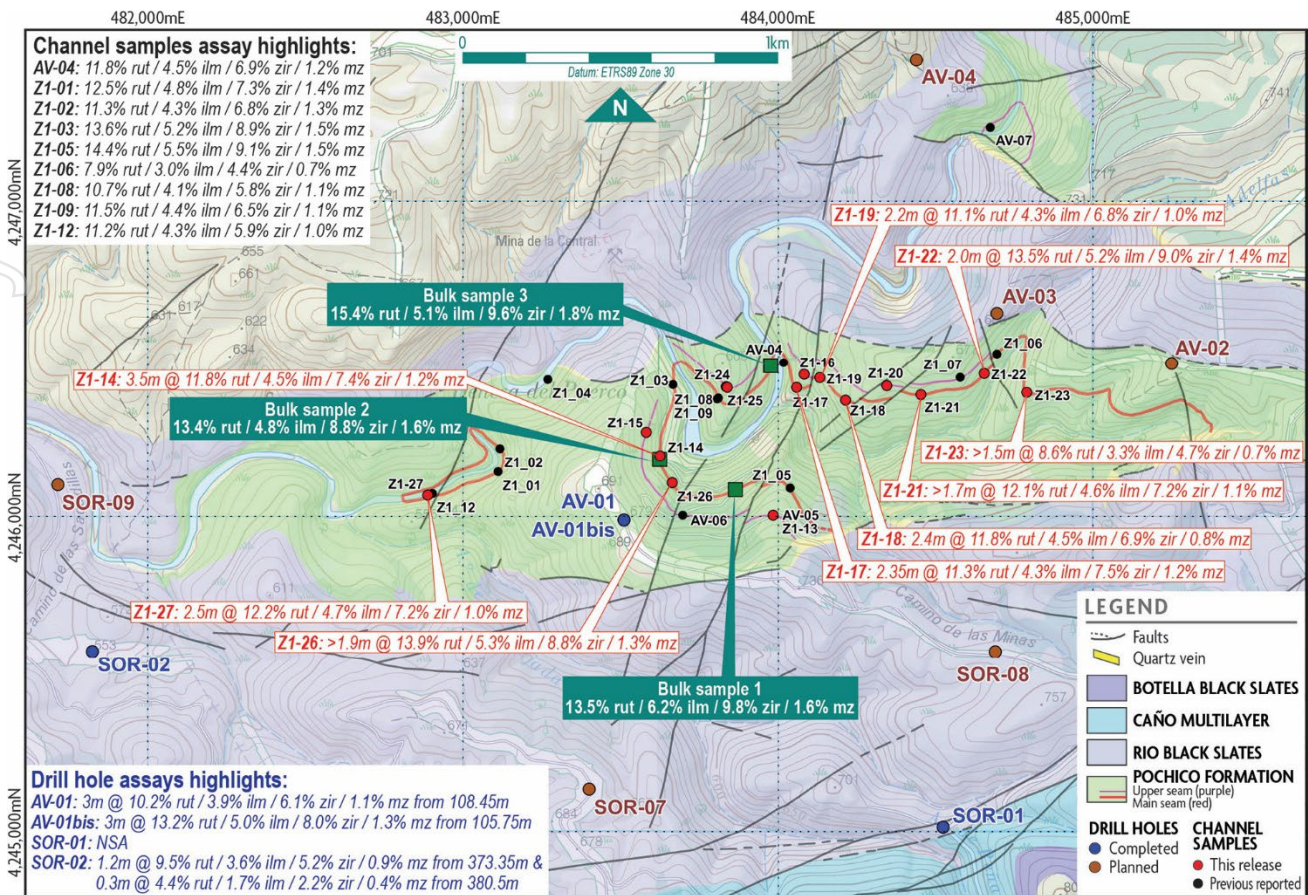 482,000mE
483,000mE
484,000mE
485,000mE
4,247,000mN
4,246,000mN
4,245,000mN
Channel samples assay highlights:
AV-04: 11.8% rut / 4.5% ilm / 6.9% zir / 1.2% mz
Z1-01: 12.5% rut / 4.8% ilm / 7.3% zir / 1.4% mz
Z1-02: 11.3% rut / 4.3% ilm / 6.8% zir / 1.3% mz
Z1-03: 13.6% rut / 5.2% ilm / 8.9% zir / 1.5% mz
Z1-05: 14.4% rut / 5.5% ilm / 9.1% zir / 1.5% mz
Z1-06: 7.9% rut / 3.0% ilm / 4.4% zir / 0.7% mz
Z1-08: 10.7% rut / 4.1% ilm / 5.8% zir / 1.1% mz
Z1-09: 11.5% rut / 4.4% ilm / 6.5% zir / 1.1% mz
Z1-12: 11.2% rut / 4.3% ilm / 5.9% zir / 1.0% mz
0
1km
Datum: ETRS89 Zone 30
N
701
AV-04
AV-07
741
717
731
721
655
661
617
622
634
667
Mina de la Central
Z1-19: 2.2m @ 11.1% rut / 4.3% ilm / 6.8% zir / 1.0% mz
Z1-22: 2.0m @ 13.5% rut / 5.2% ilm / 9.0% zir / 1.4% mz
Bulk sample 3
15.4% rut / 5.1% ilm / 9.6% zir / 1.8% mz
AV-03
AV-02
Z1-14: 3.5m @ 11.8% rut / 4.5% ilm / 7.4% zir / 1.2% mz
Bulk sample 2
13.4% rut / 4.8% ilm / 8.8% zir / 1.6% mz
AV-04
Z1-16
Z1_06
Z1_07
Z1_04
Z1_03
Z1-24
Z1_08
Z1_09
Z1-25
Z1-19
Z1-17
Z1-18
Z1-20
Z1-21
Z1-22
Z1-23
Z1-15
Z1-14
Z1_02
Z1_01
Z1-27
Z1_12
Z1-26
Z1_05
AV-05
Z1-13
AV-06
SOR-09
AV-01
AV-01bis
691
689
Z1-23: >1.5m @ 8.6% rut / 3.3% ilm / 4.7% zir / 0.7% mz
Z1-21: >1.7m @ 12.1% rut / 4.6% ilm / 7.2% zir / 1.1% mz
Z1-18: 2.4m @ 11.8% rut / 4.5% ilm / 6.9% zir / 0.8% mz
Z1-17: 2.35m @ 11.3% rut / 4.3% ilm / 7.5% zir / 1.2% mz
Z1-27: 2.5m @ 12.2% rut / 4.7% ilm / 7.2% zir / 1.0% mz
Z1-26: >1.9m @ 13.9% rut / 5.3% ilm / 8.8% zir / 1.3% mz
611
736
Camino de las Minas
SOR-02
653
637
SOR-08
757
Bulk sample 1
13.5% rut / 6.2% ilm / 9.8% zir / 1.6% mz
674
SOR-07
684
678
701
SOR-01
Drill hole assays highlights:
AV-01: 3m @ 10.2% rut / 3.9% ilm / 6.1% zir / 1.1% mz from 108.45m
AV-01bis: 3m @ 13.2% rut / 5.0% ilm / 8.0% zir / 1.3% mz from 105.75m
SOR-01: NSA
SOR-02: 1.2m @ 9.5% rut / 3.6% ilm / 5.2% zir / 0.9% mz from 373.35m &
0.3m @ 4.4% rut / 1.7% ilm / 2.2% zir / 0.4% mz from 380.5m
LEGEND
Faults
Quartz vein
BOTELLA BLACK SLATES
CAÑO MULTILAYER
RIO BLACK SLATES
POCHICO FORMATION
Upper seam (purple)
Main seam (red)
DRILL HOLES
Completed
Planned
CHANNEL SAMPLES
This release
Previous reported